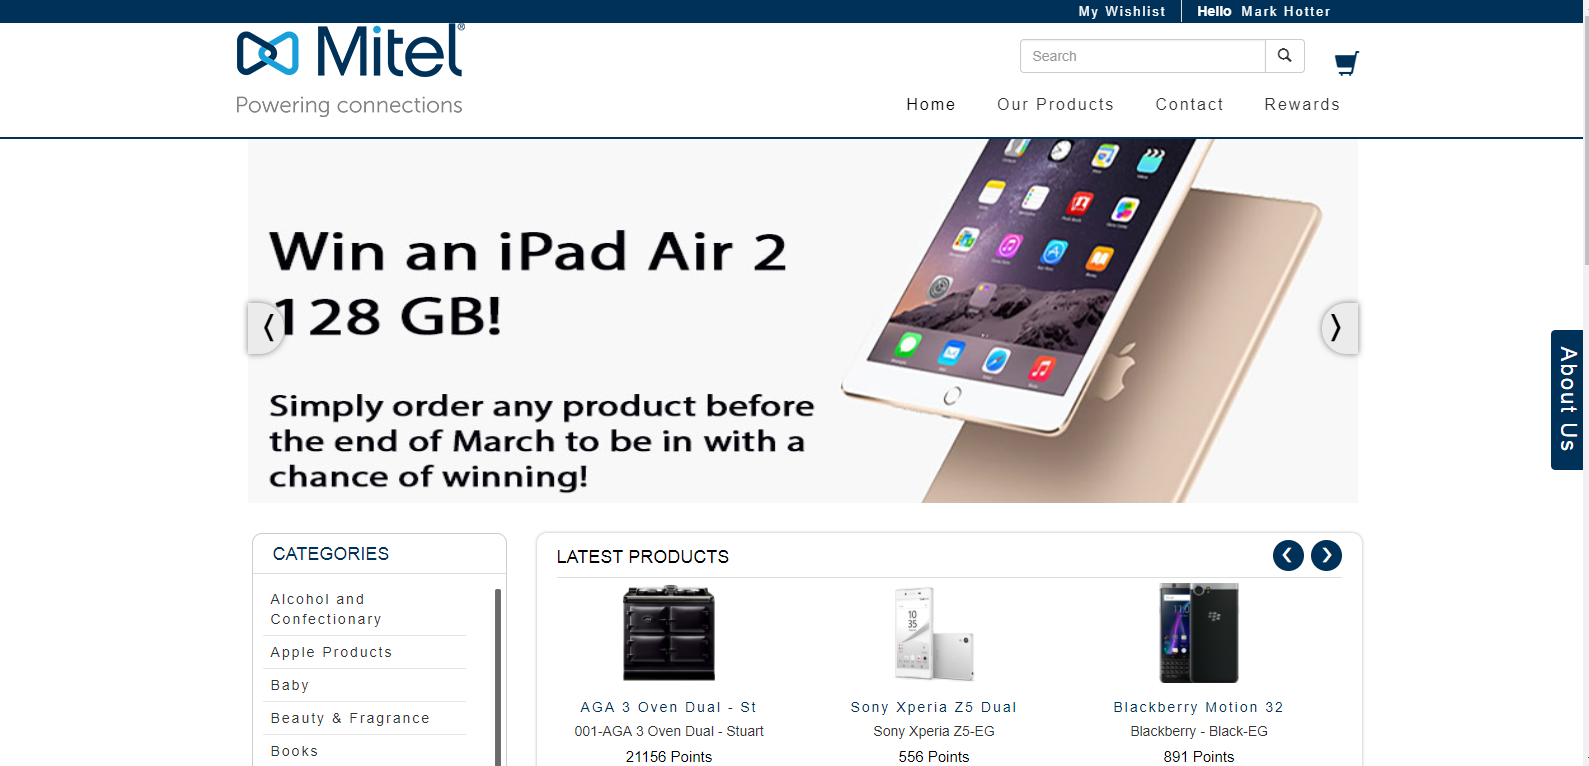 My Wishlist
Hello Mark Hotter
Mitel®
Powering connections
Search
Home Our Products Contact Rewards
Win an iPad Air 2
128 GB!
Simply order any product before
the end of March to be in with a
chance of winning!
About Us
CATEGORIES
Alcohol and
Confectionary
Apple Products
Baby
Beauty & Fragrance
Books
LATEST PRODUCTS
AGA 3 Oven Dual - St
001-AGA 3 Oven Dual - Stuart
21156 Points
10
35
Sony Xperia Z5 Dual
Sony Xperia Z5-EG
556 Points
Blackberry Motion 32
Blackberry - Black-EG
891 Points